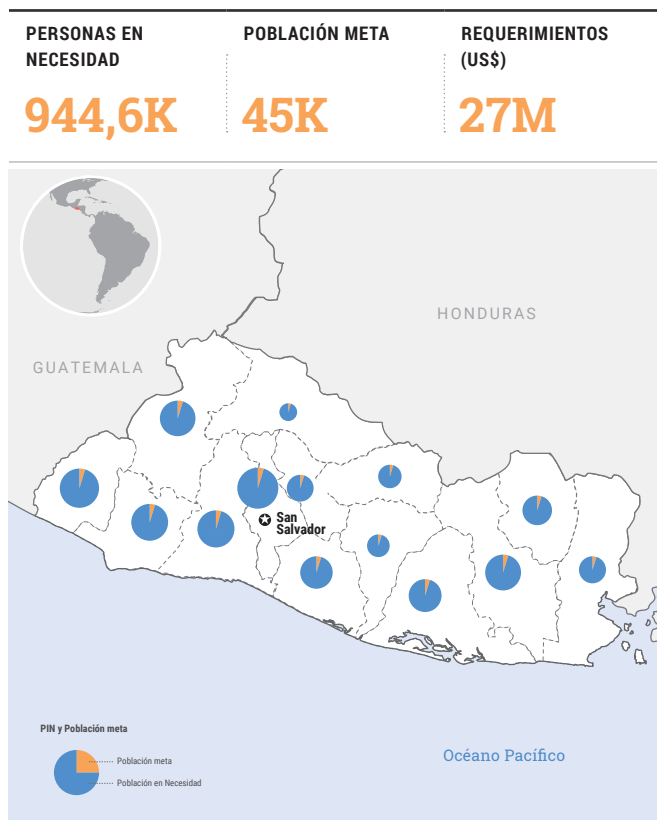 PERSONAS EN
NECESIDAD
944,6K
POBLACIÓN META
45K
REQUERIMIENTOS
(US$)
27M
HONDURAS
GUATEMALA
San
Salvador
PIN y Población meta
Población meta
Población en Necesidad
Océano Pacífico